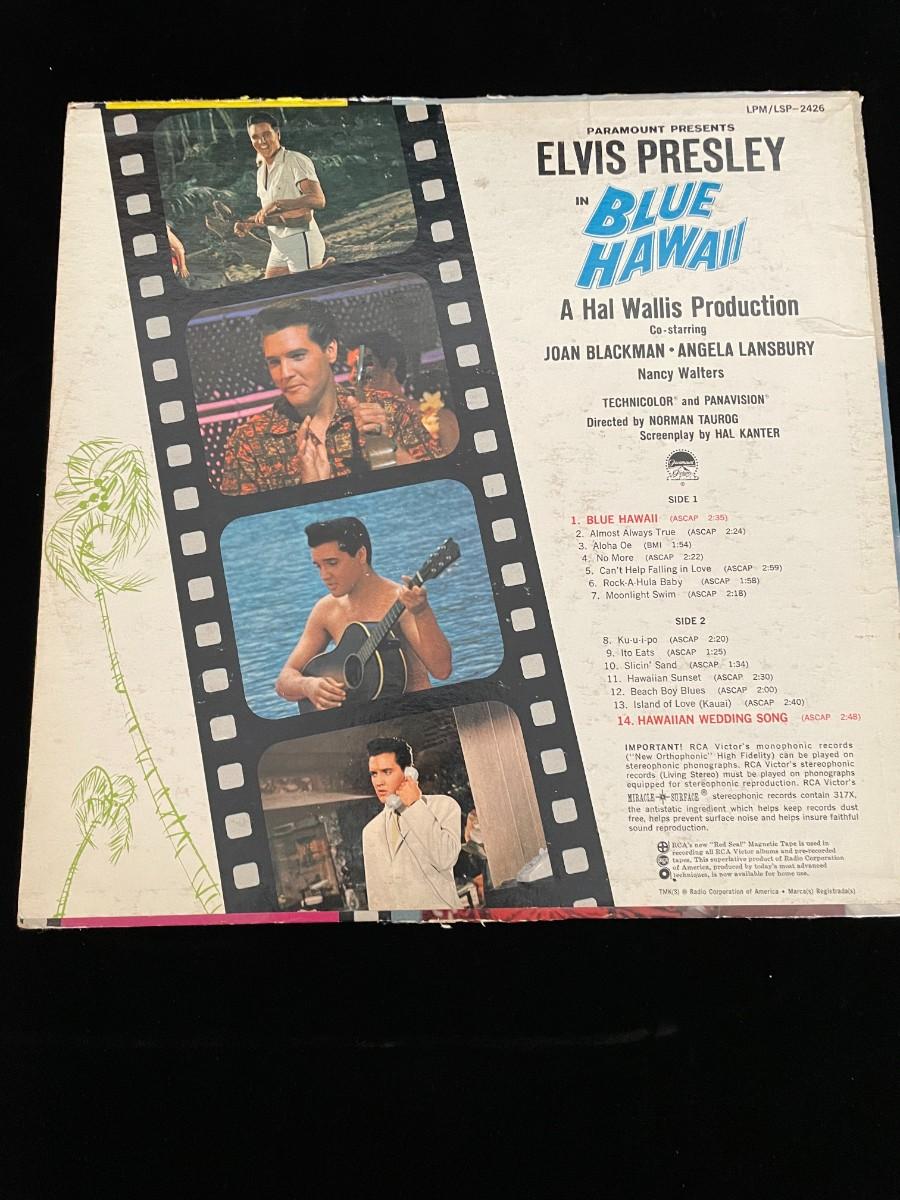 LPM/LSP-2426
PARAMOUNT PRESENTS
ELVIS PRESLEY
IN BLUE
HAWAII
A Hal Wallis Production
Co-starring
JOAN BLACKMAN • ANGELA LANSBURY
Nancy Walters
TECHNICOLOR® and PANAVISION®
Directed by NORMAN TAUROG
Screenplay by HAL KANTER
Paramount
®
SIDE 1
1. BLUE HAWAII (ASCAP 2:35)
2. Almost Always True (ASCAP 2:24)
3. Aloha Oe (BMI 1:54)
4. No More (ASCAP 2:22)
5. Can't Help Falling in Love (ASCAP 2:59)
6. Rock-A-Hula Baby (ASCAP 1:58)
7. Moonlight Swim (ASCAP 2:18)
SIDE 2
8. Ku-u-i-po (ASCAP 2:20)
9. Ito Eats (ASCAP 1:25)
10. Slicin' Sand (ASCAP 1:34)
11. Hawaiian Sunset (ASCAP 2:30)
12. Beach Boy Blues (ASCAP 2:00)
13. Island of Love (Kauai) (ASCAP 2:40)
14. HAWAIIAN WEDDING SONG (ASCAP 2:48)
IMPORTANT! RCA Victor's monophonic records
("New Orthophonic" High Fidelity) can be played on
stereophonic phonographs. RCA Victor's stereophonic
records (Living Stereo) must be played on phonographs
equipped for stereophonic reproduction. RCA Victor's
MIRACLE SURFACE® stereophonic records contain 317X,
the antistatic ingredient which helps keep records dust
free, helps prevent surface noise and helps insure faithful
sound reproduction.
RCA's new "Red Seal" Magnetic Tape is used in
recording all RCA Victor albums and pre-recorded
tapes. This superlative product of Radio Corporation
of America, produced by today's most advanced
techniques, is now available for home use.
TMK(S) ® Radio Corporation of America • Marca(s) Registrada(s)